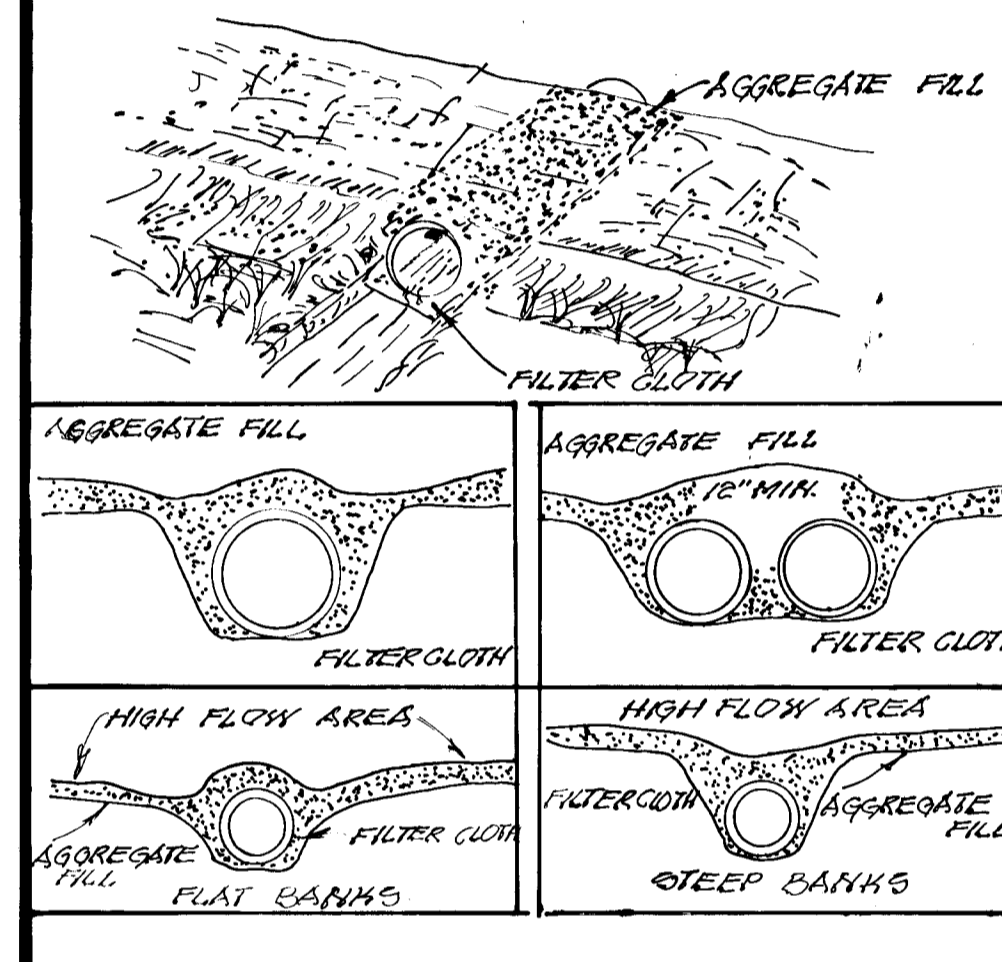 AGGREGATE FILL
FILTER CLOTH
AGGREGATE FILL
FILTER CLOTH
AGGREGATE FILL
12" MIN.
FILTER CLOT
HIGH FLOW AREA
FILTER CLOTH
AGGREGATE
FILL
FLAT BANKS
HIGH FLOW AREA
FILTER CLOTH
AGGREGATE
FILL
STEEP BANKS